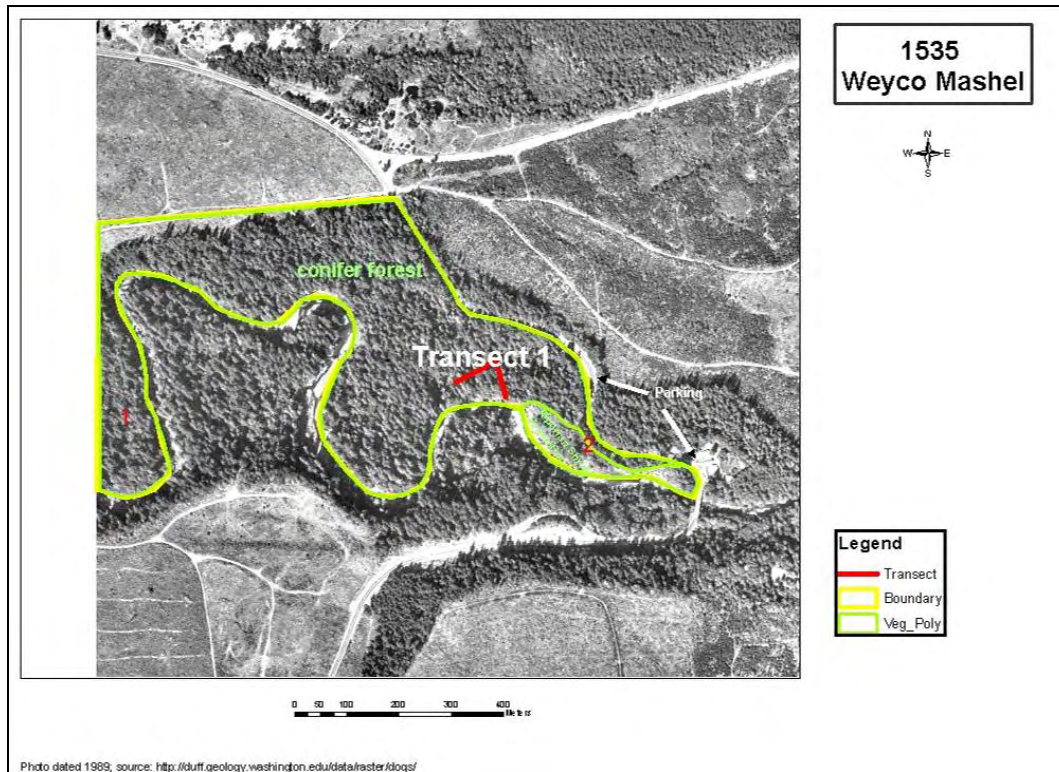 1535
Weyco Mashel
N
W E
S
conifer forest
Transect 1
Parking
1
2
Legend
Transect
Boundary
Veg_Poly
0 50 100 200 300 400
Meters
Photo dated 1989; source: http://duff.geology.washington.edu/data/raster/doqs/